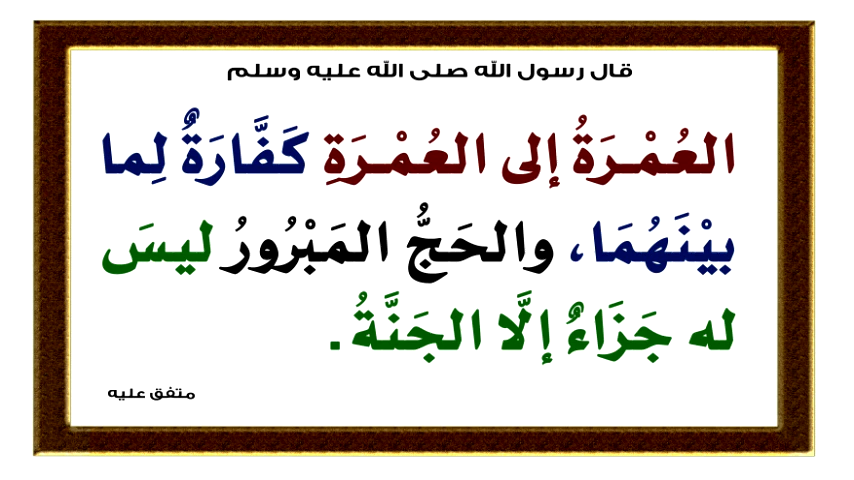 قال رسول الله صلى الله عليه وسلم
العُمْـرَةُ إلى العُمْـرَةِ كَفَّارَةٌ لِما
بيْنَهُمَا، والحَجُّ المَبْرُورُ ليسَ
له جَزَاءٌ إلَّا الجَنَّةُ.
متفق عليه